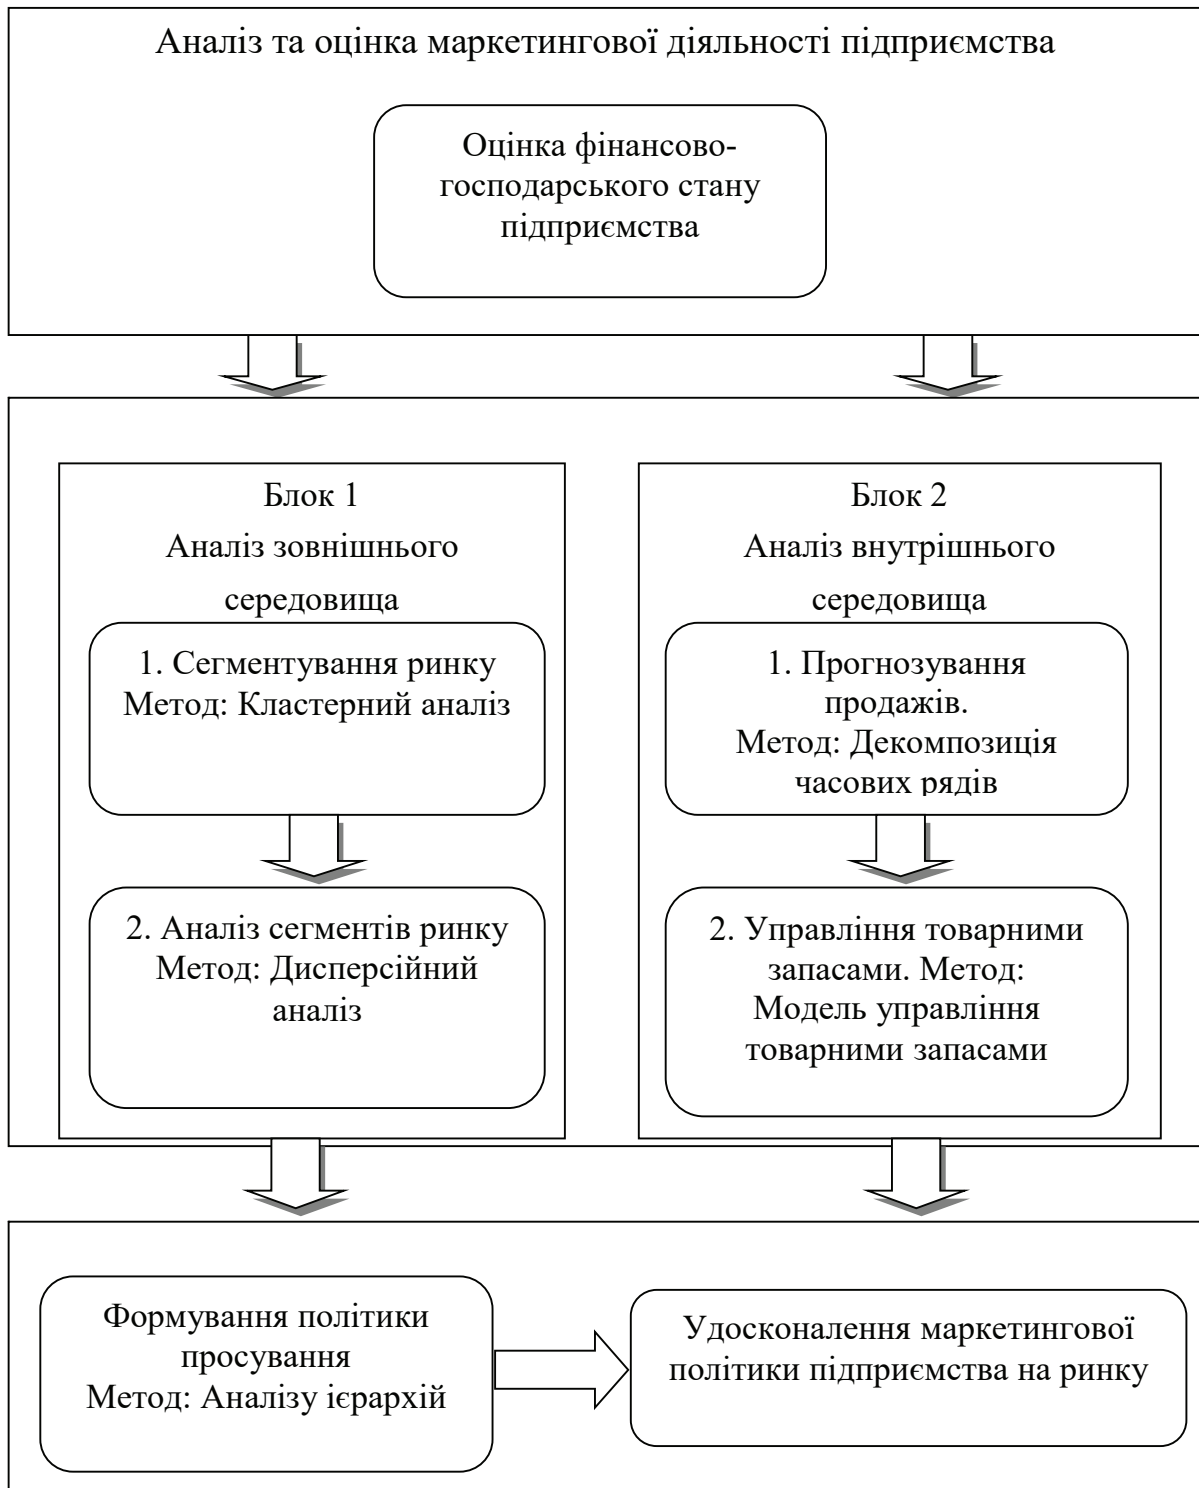 Аналіз та оцінка маркетингової діяльності підприємства
Оцінка фінансово-
господарського стану
підприємства
Блок 1
Аналіз зовнішнього
середовища
1. Сегментування ринку
Метод: Кластерний аналіз
2. Аналіз сегментів ринку
Метод: Дисперсійний
аналіз
Блок 2
Аналіз внутрішнього
середовища
1. Прогнозування
продажів.
Метод: Декомпозиція
часових рядів
2. Управління товарними
запасами. Метод:
Модель управління
товарними запасами
Формування політики
просування
Метод: Аналізу ієрархій
Удосконалення маркетингової
політики підприємства на ринку